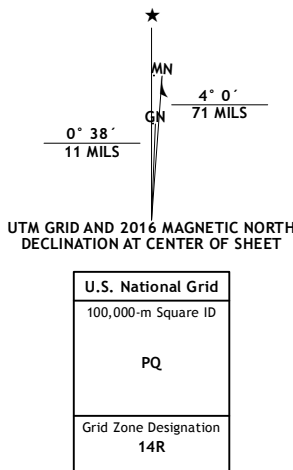 ★
MN
4° 0´
71 MILS
GN
0° 38´
11 MILS
UTM GRID AND 2016 MAGNETIC NORTH
DECLINATION AT CENTER OF SHEET
U.S. National Grid
100,000-m Square ID
PQ
Grid Zone Designation
14R